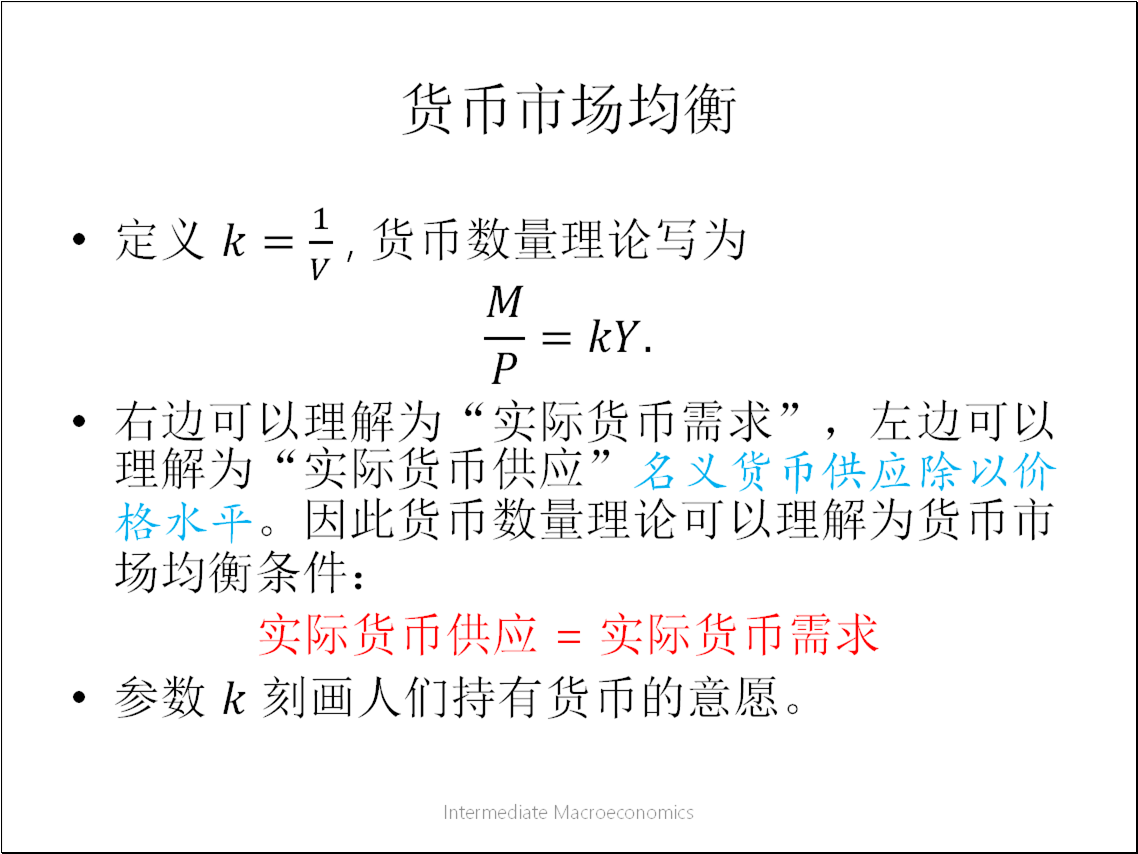 货币市场均衡
• 定义 k = 1/V , 货币数量理论写为
M/P = kY.
• 右边可以理解为“实际货币需求”，左边可以
理解为“实际货币供应”名义货币供应除以价
格水平。因此货币数量理论可以理解为货币市
场均衡条件：
实际货币供应 = 实际货币需求
• 参数 k 刻画人们持有货币的意愿。
Intermediate Macroeconomics